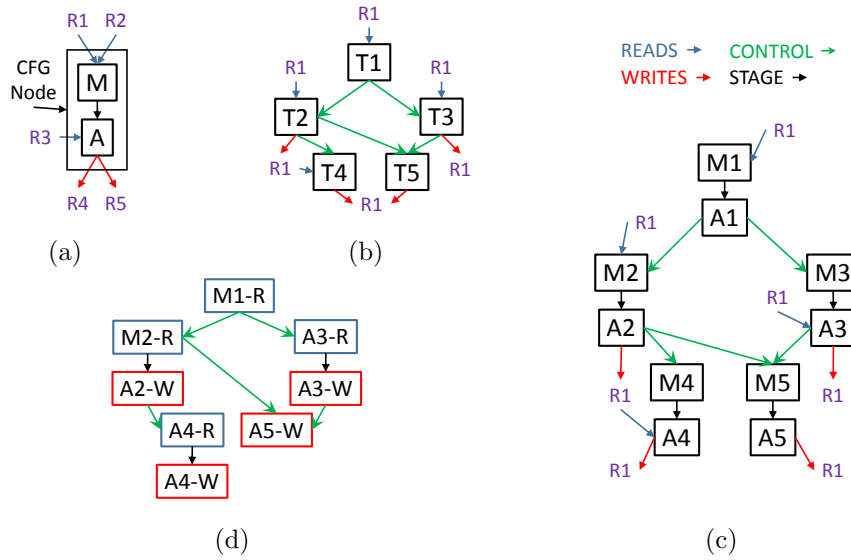 R1 R2
CFG
Node
M
R3
A
R4 R5
(a)
R1
T1
R1
R1
T2
T3
R1
R1
T4
T5
R1
R1
(b)
READS
CONTROL
WRITES
STAGE
R1
M1
A1
R1
M2
M3
R1
A2
A3
M4
M5
R1
R1
A4
A5
R1
R1
(c)
M1-R
M2-R
A3-R
A2-W
A3-W
A4-R
A5-W
A4-W
(d)